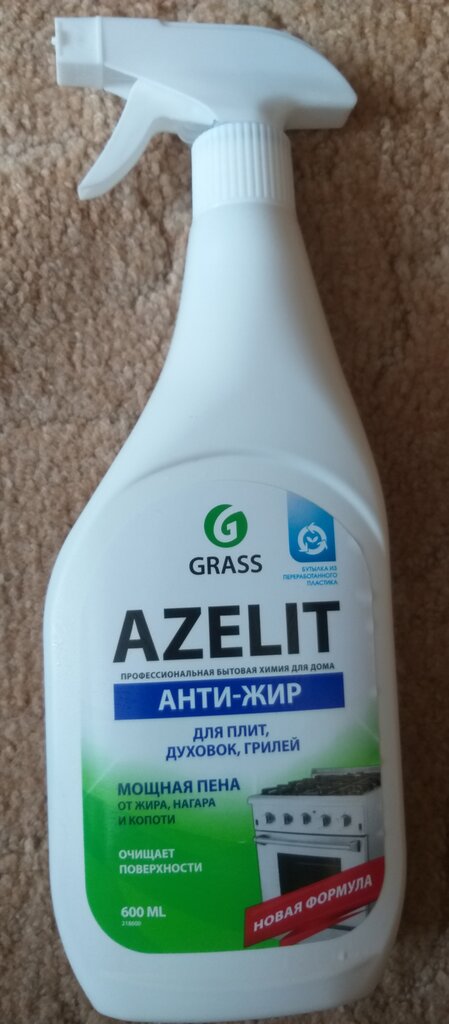 GRASS
БУТЫЛКА ИЗ
ПЕРЕРАБОТАННОГО
ПЛАСТИКА
AZELIT
ПРОФЕССИОНАЛЬНАЯ БЫТОВАЯ ХИМИЯ ДЛЯ ДОМА
АНТИ-ЖИР
ДЛЯ ПЛИТ,
ДУХОВОК, ГРИЛЕЙ
МОЩНАЯ ПЕНА
ОТ ЖИРА, НАГАРА
И КОПОТИ
ОЧИЩАЕТ
ПОВЕРХНОСТИ
НОВАЯ ФОРМУЛА
600 ML
218600